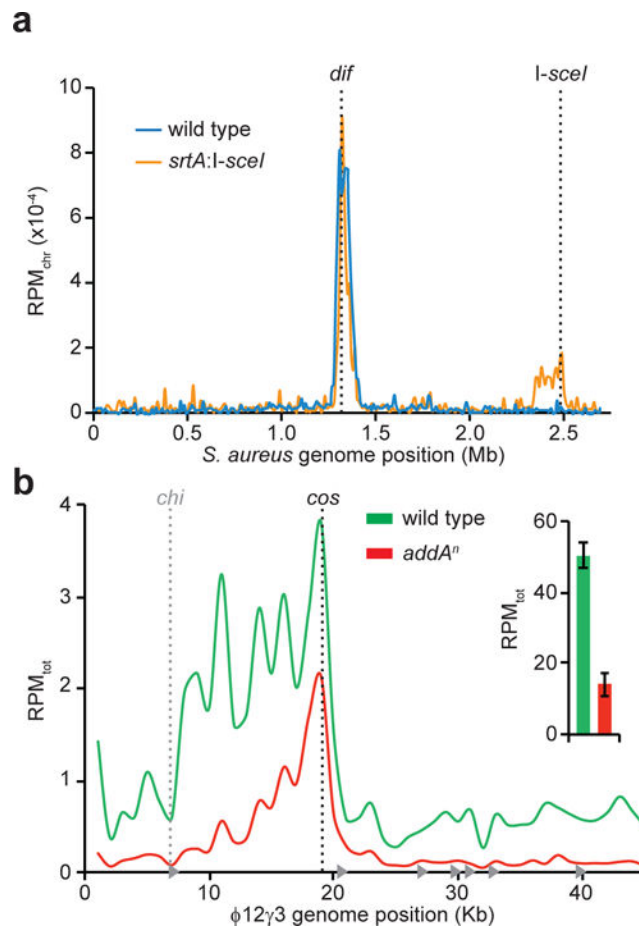 a
dif
I-sceI
10
8
6
4
2
0
RPMchr (x10-4)
wild type
srtA:I-sceI
0
0.5
1.0
1.5
2.0
2.5
S. aureus genome position (Mb)
b
chi
cos
4
3
2
1
0
RPMtot
wild type
addAn
60
40
20
0
RPMtot
0
10
20
30
40
ϕ12γ3 genome position (Kb)